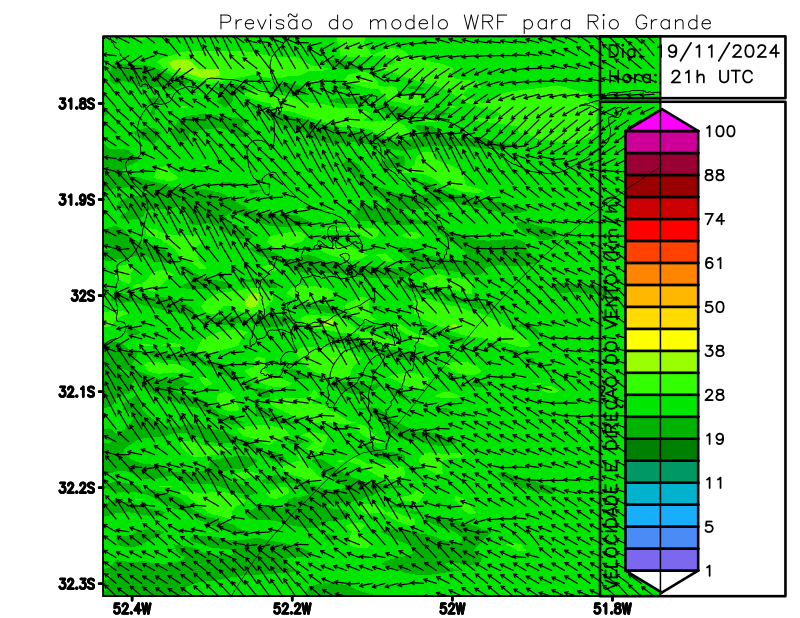 Previsão do modelo WRF para Rio Grande
Dia: 19/11/2024
Hora: 21h UTC
31.8S
31.9S
32S
32.1S
32.2S
32.3S
52.4W
52.2W
52W
51.8W
VELOCIDADE E DIRECAO DO VENTO (km/h)
100
88
74
61
50
38
28
19
11
5
1